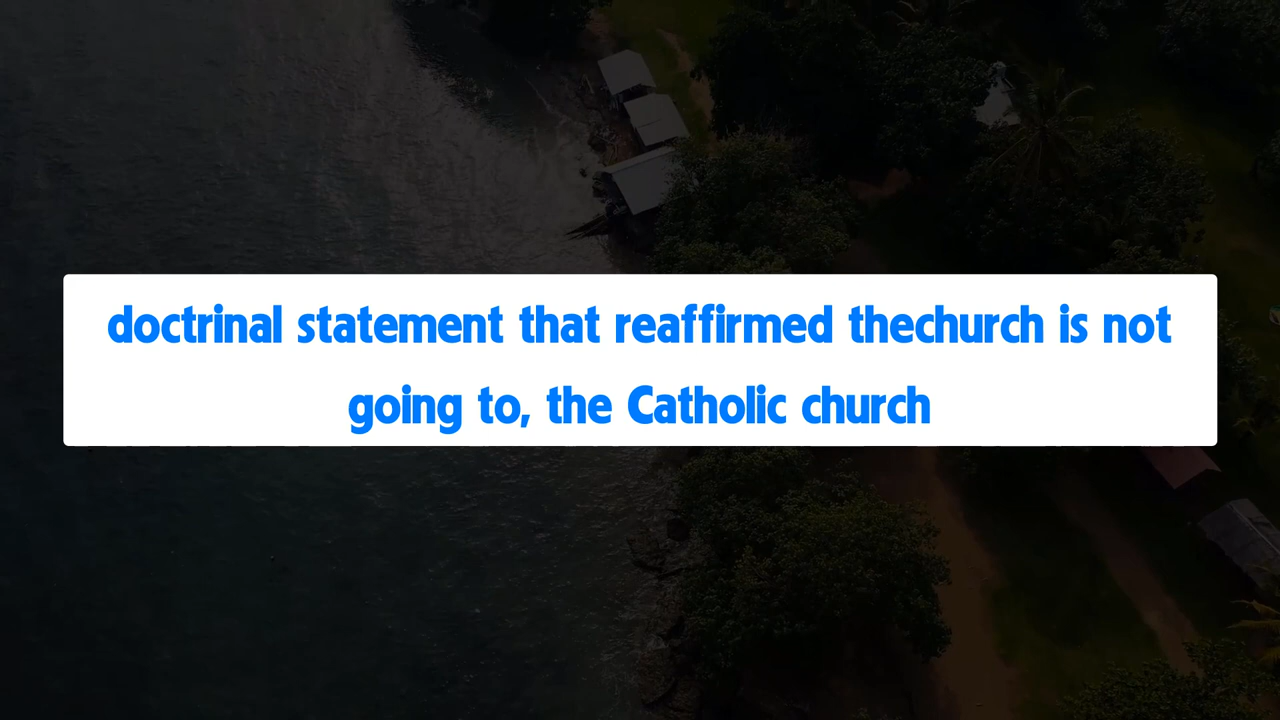 doctrinal statement that reaffirmed thechurch is not
going to, the Catholic church